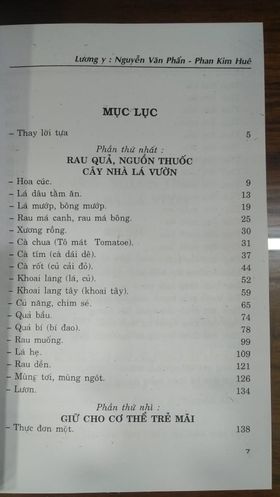 Lương y : Nguyễn Văn Phấn - Phan Kim Huê
MỤC LỤC
- Thay lời tựa 5
Phần thứ nhất :
RAU QUẢ, NGUỒN THUỐC
CÂY NHÀ LÁ VƯỜN
- Hoa cúc. 9
- Lá dâu tằm ăn. 13
- Lá mướp, bông mướp. 19
- Rau má canh, rau má bông. 25
- Xương rồng. 30
- Cà chua (Tô mát Tomatoe). 31
- Cà tím (cà dái dê). 37
- Cà rốt (củ cải đỏ). 44
- Khoai lang (lá, củ). 52
- Khoai lang tây (khoai tây). 59
- Củ năng, chim sẻ. 65
- Quả bầu. 74
- Quả bí (bí đao). 78
- Rau muống. 99
- Lá hẹ. 109
- Rau dền. 121
- Mùng tơi, mùng ngót. 126
- Lươn. 134
Phần thứ nhì :
GIỮ CHO CƠ THỂ TRẺ MÃI
- Thực đơn một. 138
7